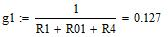 g1 := 1 / (R1 + R01 + R4) = 0.127